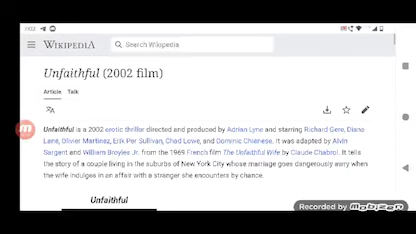 WIKIPEDIA
Search Wikipedia
Unfaithful (2002 film)
Article Talk
Unfaithful is a 2002 erotic thriller directed and produced by Adrian Lyne and starring Richard Gere, Diane
Lane, Olivier Martinez, Erik Per Sullivan, Chad Lowe, and Dominic Chianese. It was adapted by Alvin
Sargent and William Broyles Jr. from the 1969 French film The Unfaithful Wife by Claude Chabrol. It tells
the story of a couple living in the suburbs of New York City whose marriage goes dangerously awry when
the wife indulges in an affair with a stranger she encounters by chance.
Unfaithful
Recorded by MOBIZEN